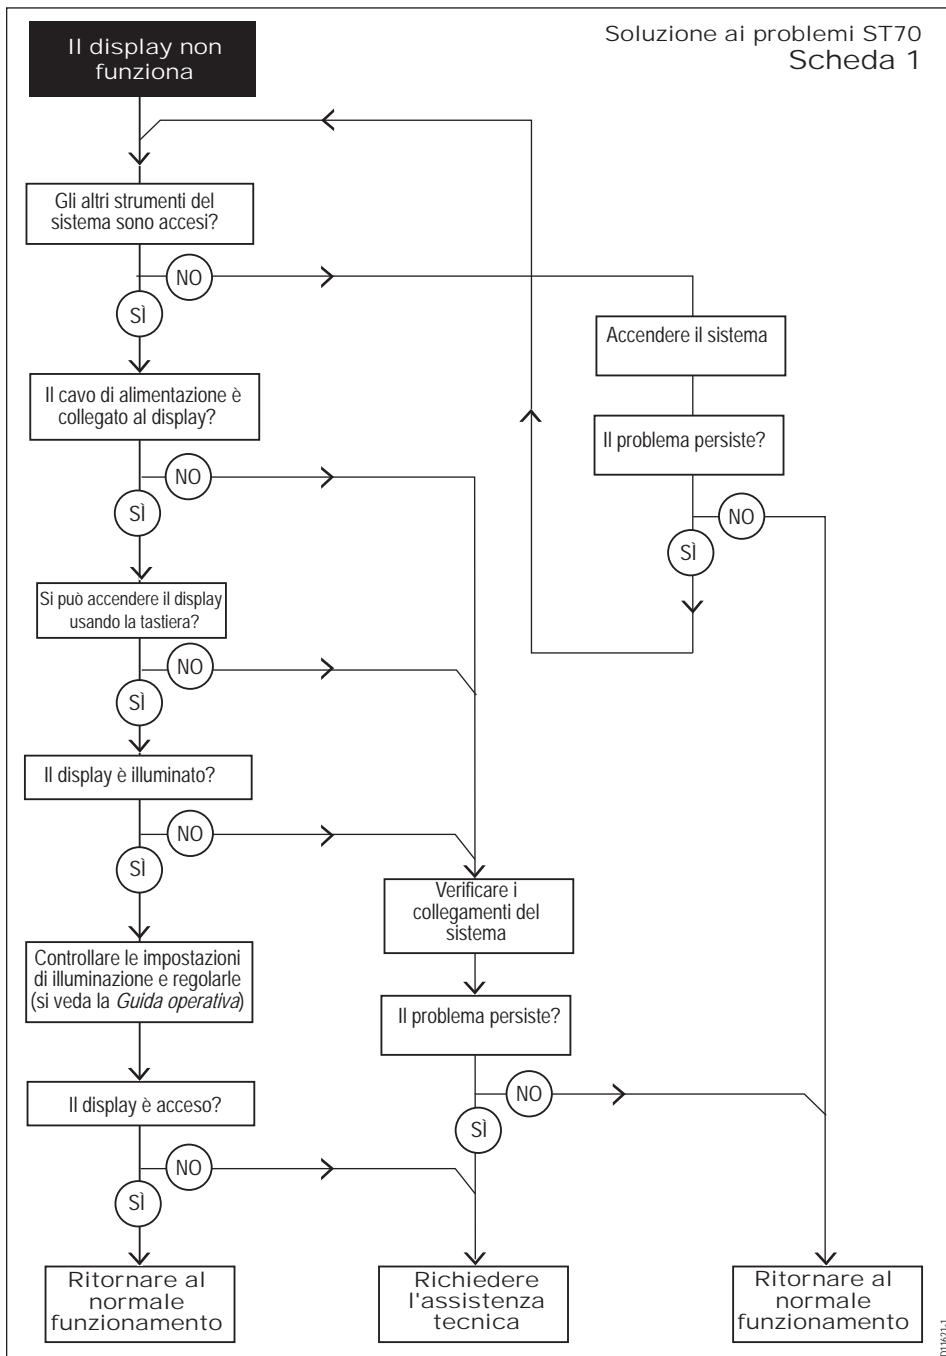 Soluzione ai problemi ST70
Scheda 1
Il display non
funziona
Gli altri strumenti del
sistema sono accesi?
NO
SÌ
Accendere il sistema
Il cavo di alimentazione è
collegato al display?
Il problema persiste?
NO
SÌ
NO
SÌ
Si può accendere il display
usando la tastiera?
NO
SÌ
Il display è illuminato?
NO
SÌ
Verificare i
collegamenti del
sistema
Controllare le impostazioni
di illuminazione e regolarle
(si veda la Guida operativa)
Il problema persiste?
Il display è acceso?
NO
SÌ
NO
SÌ
Ritornare al
normale
funzionamento
Richiedere
l'assistenza
tecnica
Ritornare al
normale
funzionamento
D11621-1